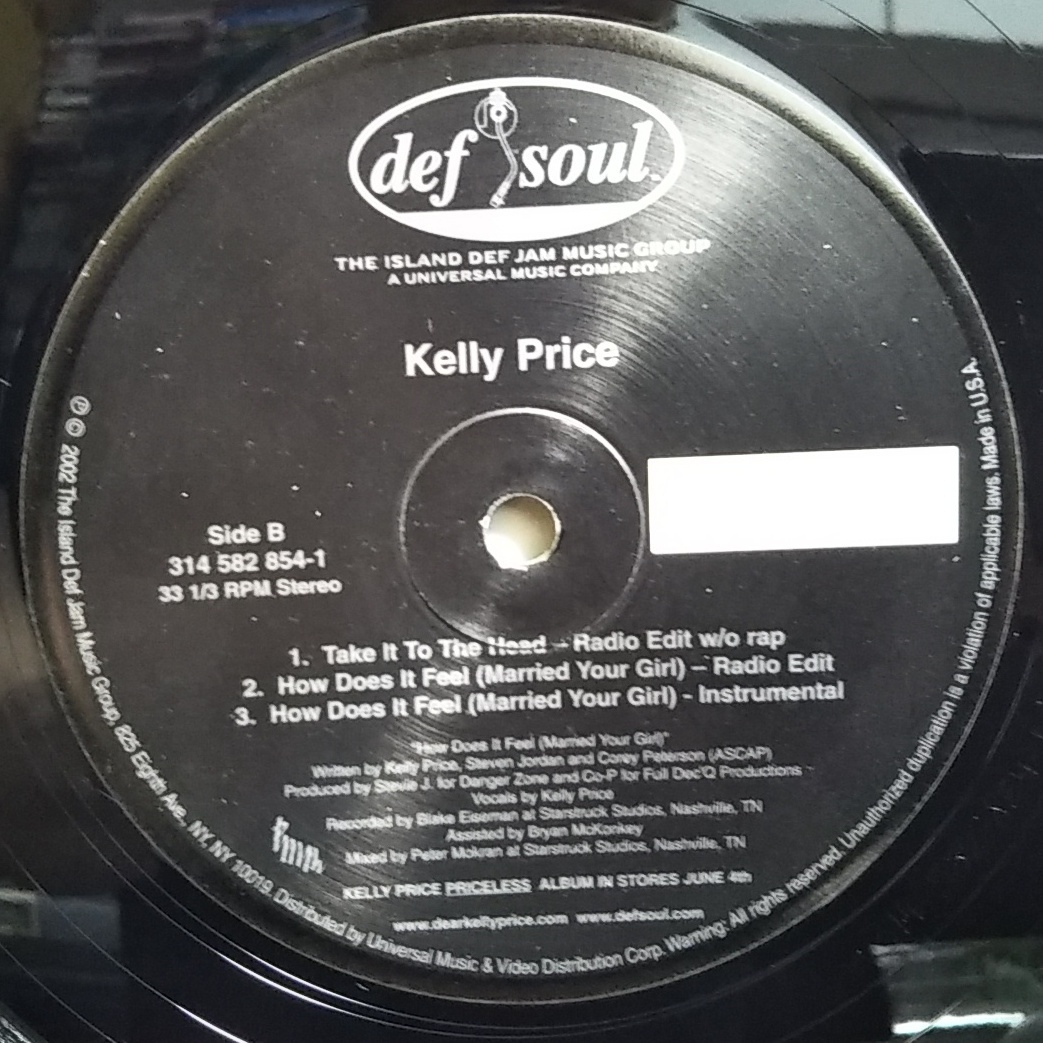 def soul
THE ISLAND DEF JAM MUSIC GROUP
A UNIVERSAL MUSIC COMPANY
Kelly Price
Side B
314 582 854-1
33 1/3 RPM Stereo
1. Take It To The Head – Radio Edit w/o rap
2. How Does It Feel (Married Your Girl) – Radio Edit
3. How Does It Feel (Married Your Girl) - Instrumental
"How Does It Feel (Married Your Girl)"
Written by Kelly Price, Steven Jordan and Corey Peterson (ASCAP)
Produced by Stevie J. for Danger Zone and Co-P for Full Dec'Q Productions
Vocals by Kelly Price
Recorded by Blake Eiseman at Starstruck Studios, Nashville, TN
Assisted by Bryan McKonkey
Mixed by Peter Mokran at Starstruck Studios, Nashville, TN
KELLY PRICE PRICELESS ALBUM IN STORES JUNE 4th
www.dearkellyprice.com www.defsoul.com
℗ © 2002 The Island Def Jam Music Group, 825 Eighth Ave., NY, NY 10019. Distributed by Universal Music & Video Distribution Corp. Warning: All rights reserved. Unauthorized duplication is a violation of applicable laws. Made in U.S.A.